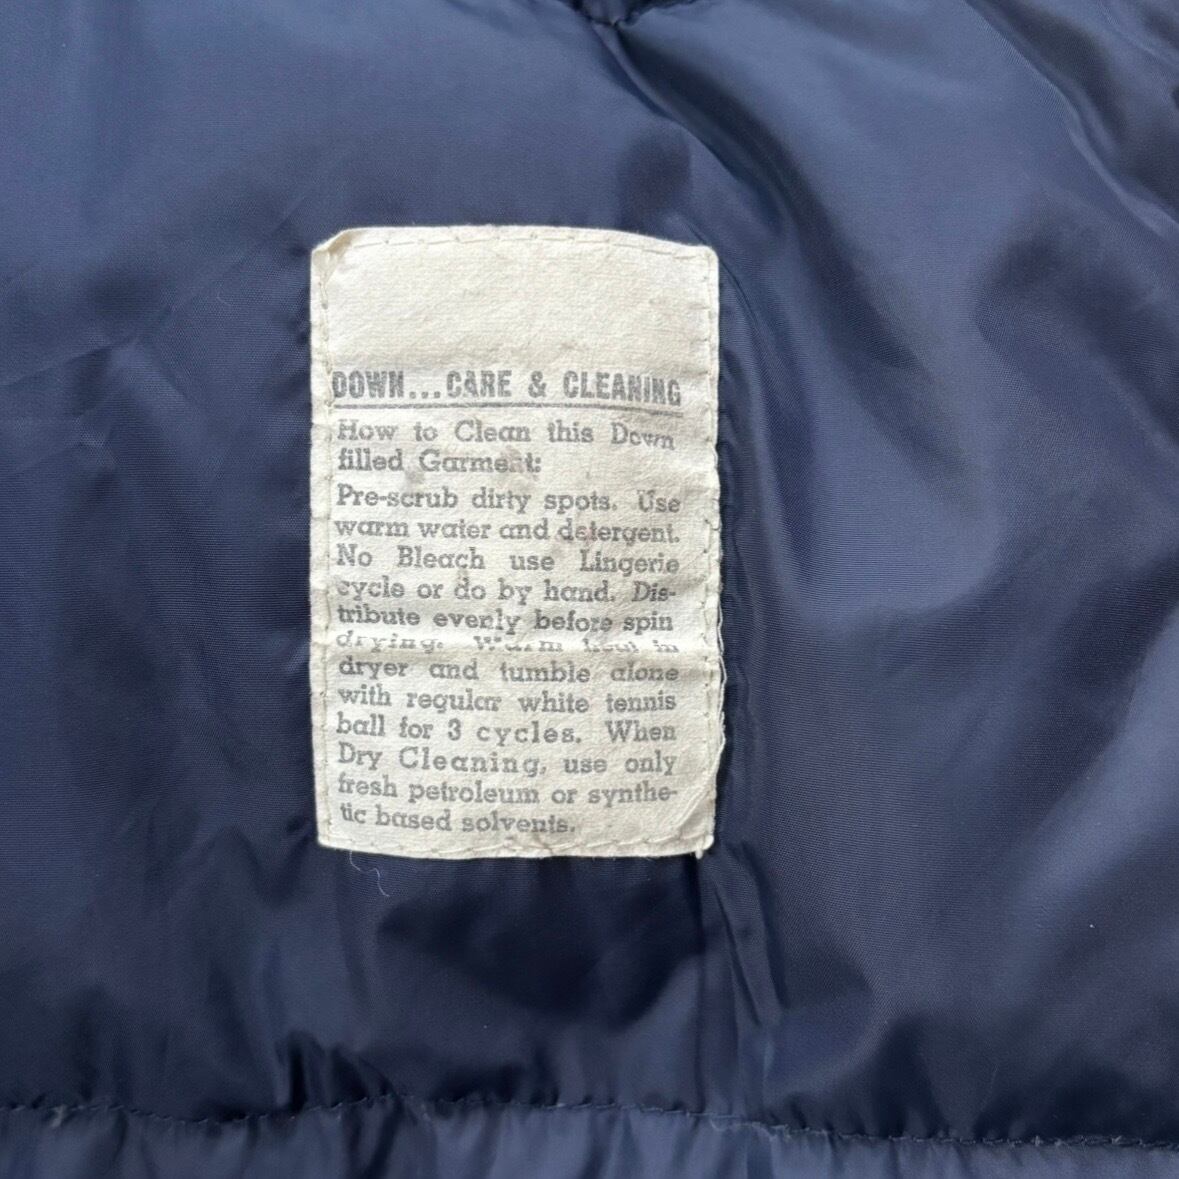 DOWN...CARE & CLEANING
How to Clean this Down
filled Garment:
Pre-scrub dirty spots. Use
warm water and detergent.
No Bleach use Lingerie
cycle or do by hand. Dis-
tribute evenly before spin
drying. Warm heat in
dryer and tumble alone
with regular white tennis
ball for 3 cycles. When
Dry Cleaning, use only
fresh petroleum or synthe-
tic based solvents.